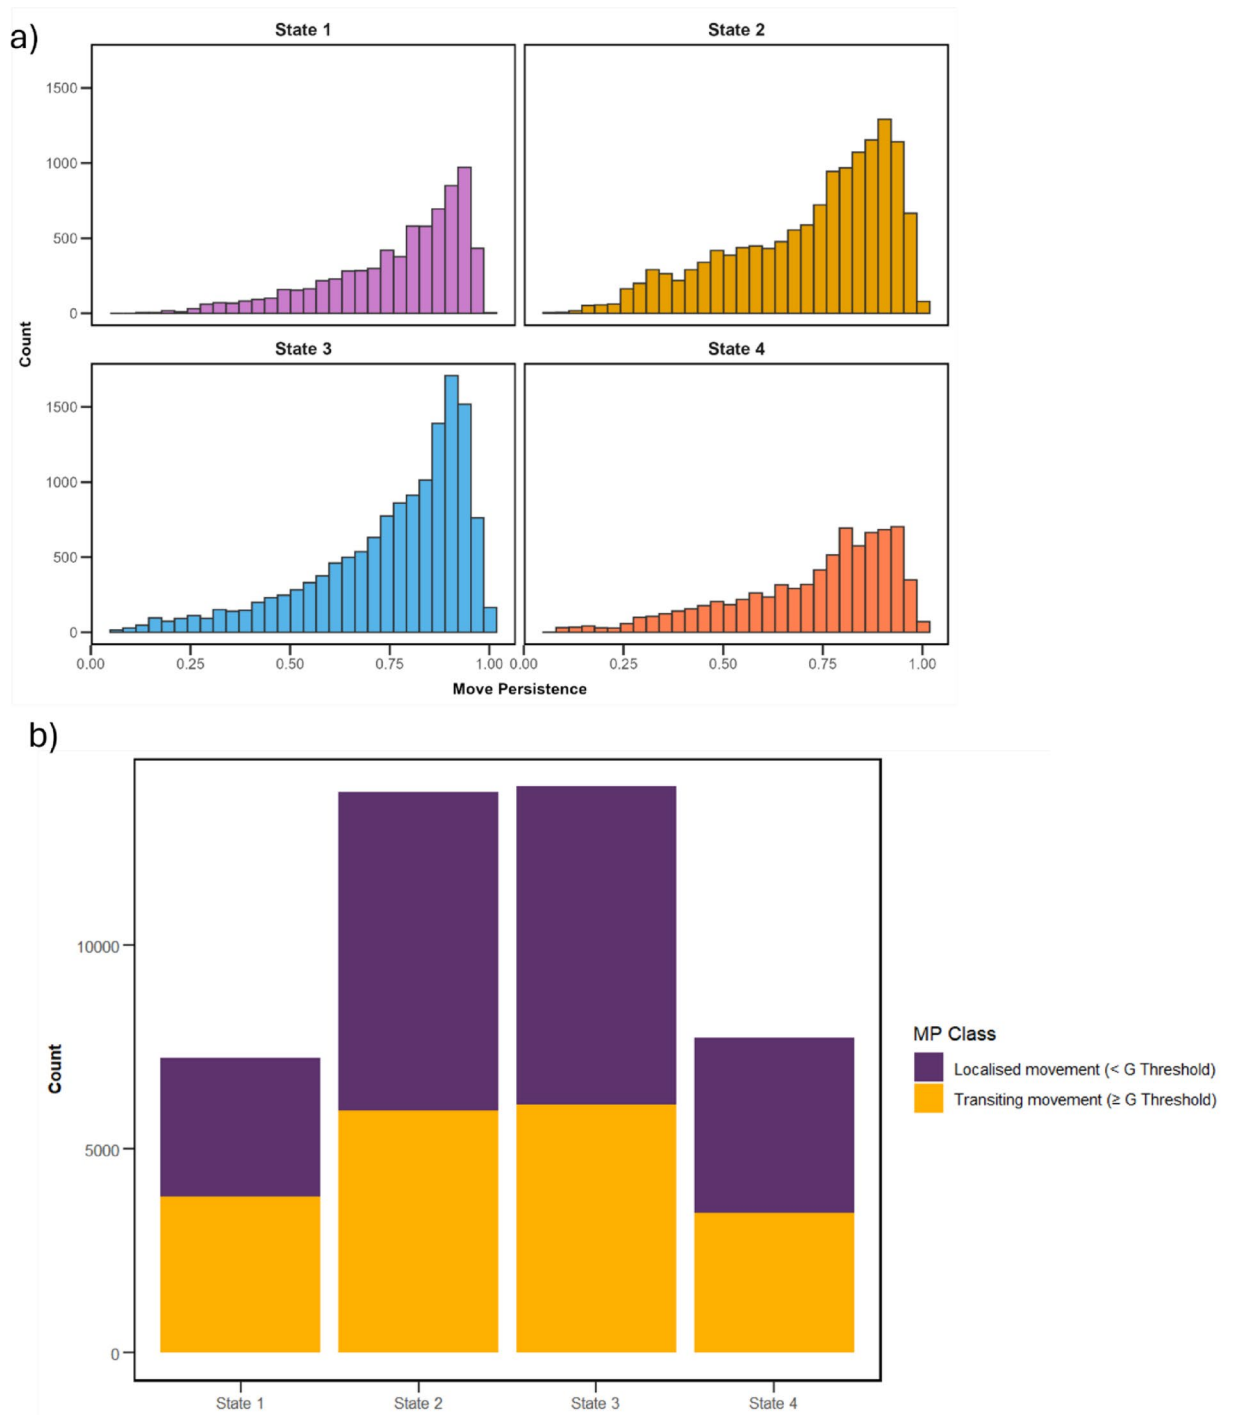 a)
State 1
State 2
1500
1000
500
0
State 3
State 4
1500
1000
500
0
Count
0.00 0.25 0.50 0.75 1.00 0.00 0.25 0.50 0.75 1.00
Move Persistence
b)
10000
5000
0
Count
State 1 State 2 State 3 State 4
MP Class
Localised movement (< G Threshold)
Transiting movement (≥ G Threshold)